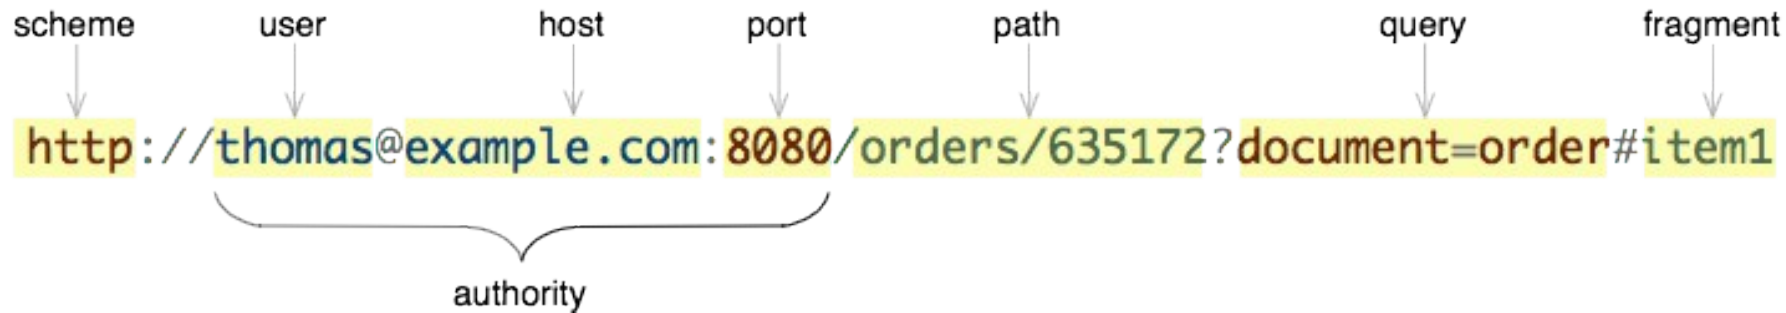 scheme user host port path query fragment
http://thomas@example.com:8080/orders/635172?document=order#item1
authority